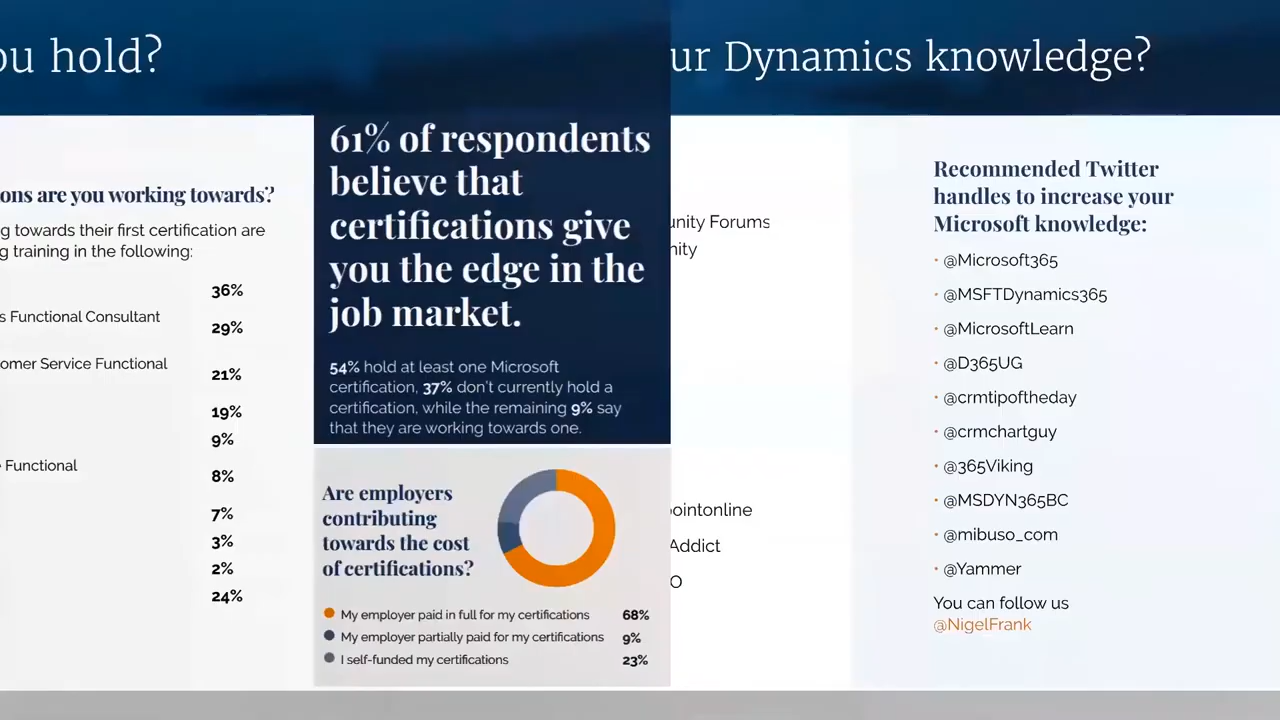 ou hold?
ur Dynamics knowledge?
ons are you working towards?
g towards their first certification are
g training in the following:
36%
s Functional Consultant
29%
omer Service Functional
21%
19%
9%
Functional
8%
7%
3%
2%
24%
61% of respondents
believe that
certifications give
you the edge in the
job market.
54% hold at least one Microsoft
certification, 37% don't currently hold a
certification, while the remaining 9% say
that they are working towards one.
Are employers
contributing
towards the cost
of certifications?
My employer paid in full for my certifications 68%
My employer partially paid for my certifications 9%
I self-funded my certifications 23%
unity Forums
nity
ointonline
Addict
O
Recommended Twitter
handles to increase your
Microsoft knowledge:
• @Microsoft365
• @MSFTDynamics365
• @MicrosoftLearn
• @D365UG
• @crmtipoftheday
• @crmchartguy
• @365Viking
• @MSDYN365BC
• @mibuso_com
• @Yammer
You can follow us
@NigelFrank